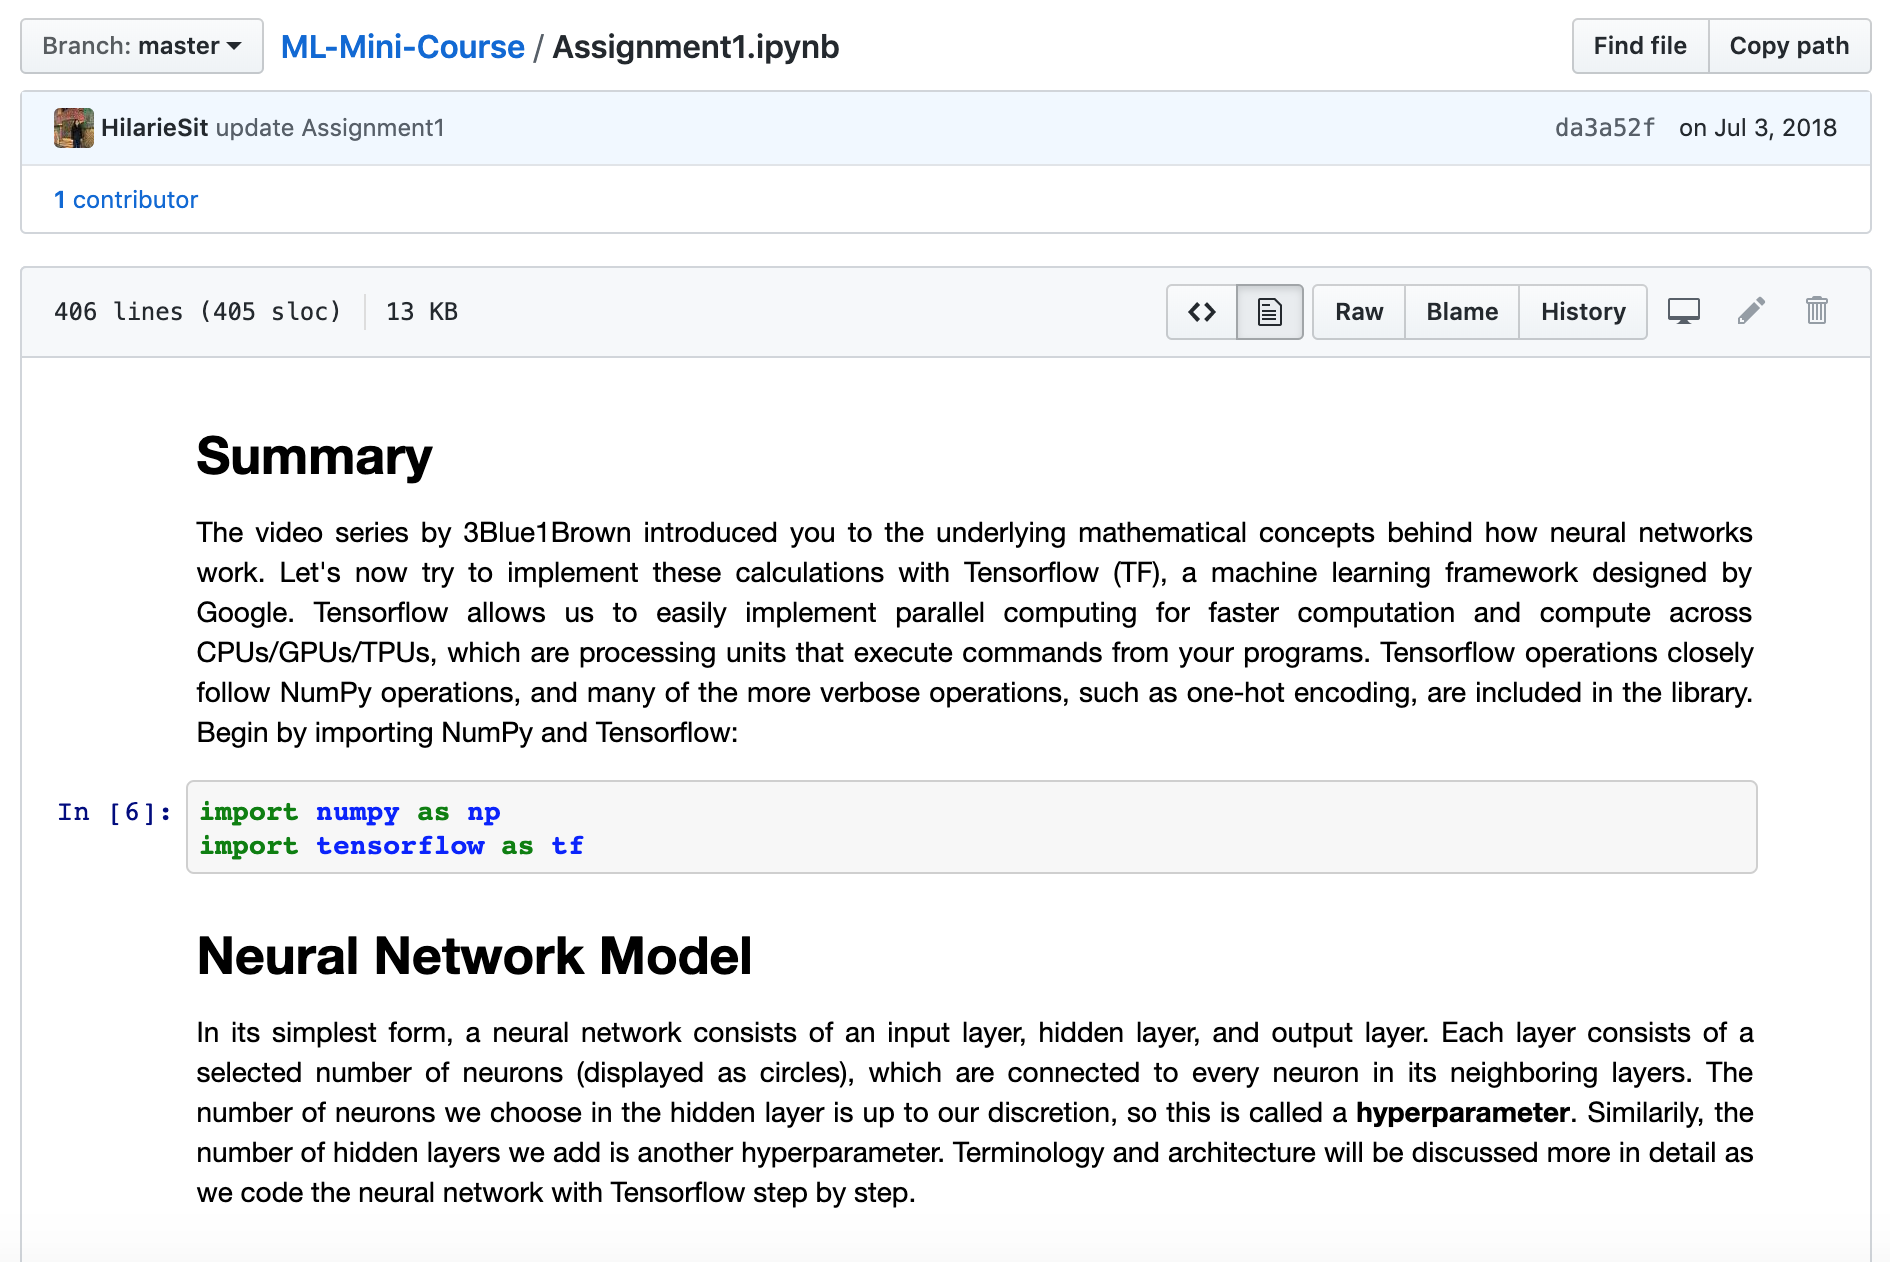 Branch: master
ML-Mini-Course / Assignment1.ipynb
Find file
Copy path
HilarieSit update Assignment1
da3a52f on Jul 3, 2018
1 contributor
406 lines (405 sloc)
13 KB
Raw
Blame
History
Summary
The video series by 3Blue1Brown introduced you to the underlying mathematical concepts behind how neural networks
work. Let's now try to implement these calculations with Tensorflow (TF), a machine learning framework designed by
Google. Tensorflow allows us to easily implement parallel computing for faster computation and compute across
CPUs/GPUs/TPUs, which are processing units that execute commands from your programs. Tensorflow operations closely
follow NumPy operations, and many of the more verbose operations, such as one-hot encoding, are included in the library.
Begin by importing NumPy and Tensorflow:
In [6]:
import numpy as np
import tensorflow as tf
Neural Network Model
In its simplest form, a neural network consists of an input layer, hidden layer, and output layer. Each layer consists of a
selected number of neurons (displayed as circles), which are connected to every neuron in its neighboring layers. The
number of neurons we choose in the hidden layer is up to our discretion, so this is called a hyperparameter. Similarily, the
number of hidden layers we add is another hyperparameter. Terminology and architecture will be discussed more in detail as
we code the neural network with Tensorflow step by step.